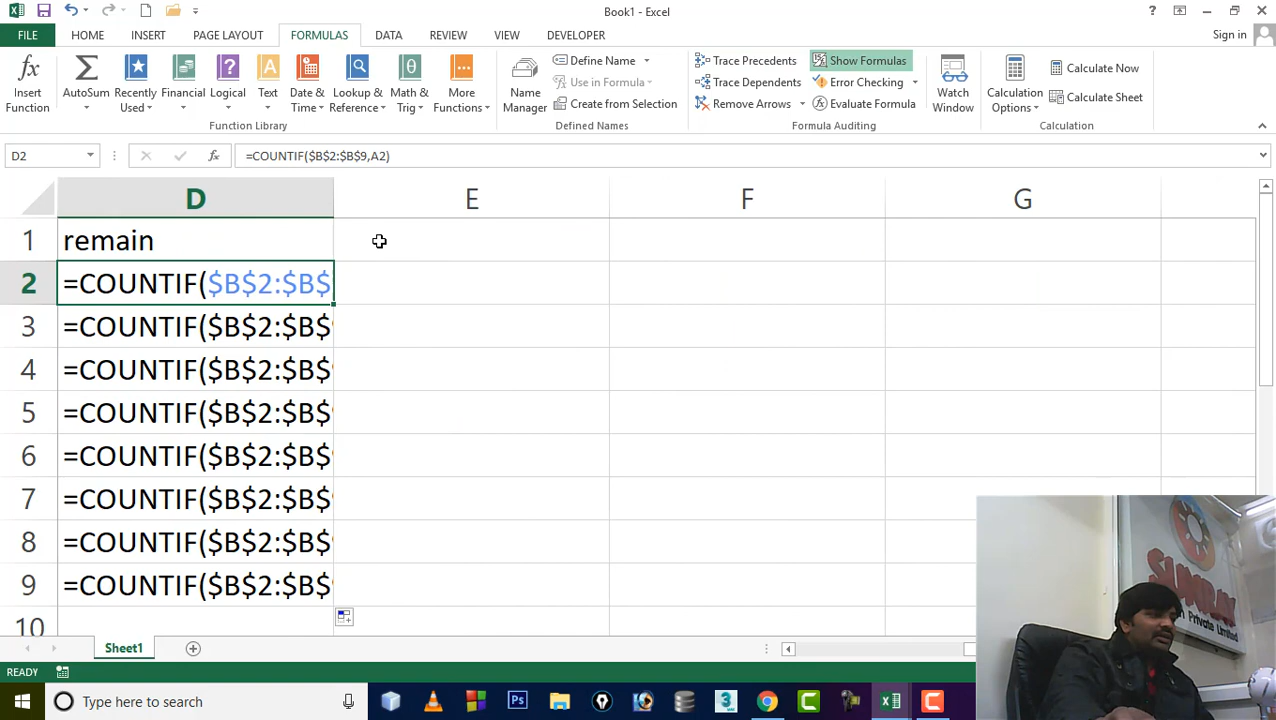 Book1 - Excel
Sign in
FILE HOME INSERT PAGE LAYOUT FORMULAS DATA REVIEW VIEW DEVELOPER
Insert Function
AutoSum
Recently Used
Financial
Logical
Text
Date & Time
Lookup & Reference
Math & Trig
More Functions
Function Library
Name Manager
Define Name
Use in Formula
Create from Selection
Defined Names
Trace Precedents
Trace Dependents
Remove Arrows
Show Formulas
Error Checking
Evaluate Formula
Formula Auditing
Watch Window
Calculation Options
Calculate Now
Calculate Sheet
Calculation
D2 fx =COUNTIF($B$2:$B$9,A2)
D E F G
1 remain
2 =COUNTIF($B$2:$B$
3 =COUNTIF($B$2:$B$
4 =COUNTIF($B$2:$B$
5 =COUNTIF($B$2:$B$
6 =COUNTIF($B$2:$B$
7 =COUNTIF($B$2:$B$
8 =COUNTIF($B$2:$B$
9 =COUNTIF($B$2:$B$
10
SUNRAY
Private Limited
Sheet1
READY
Type here to search